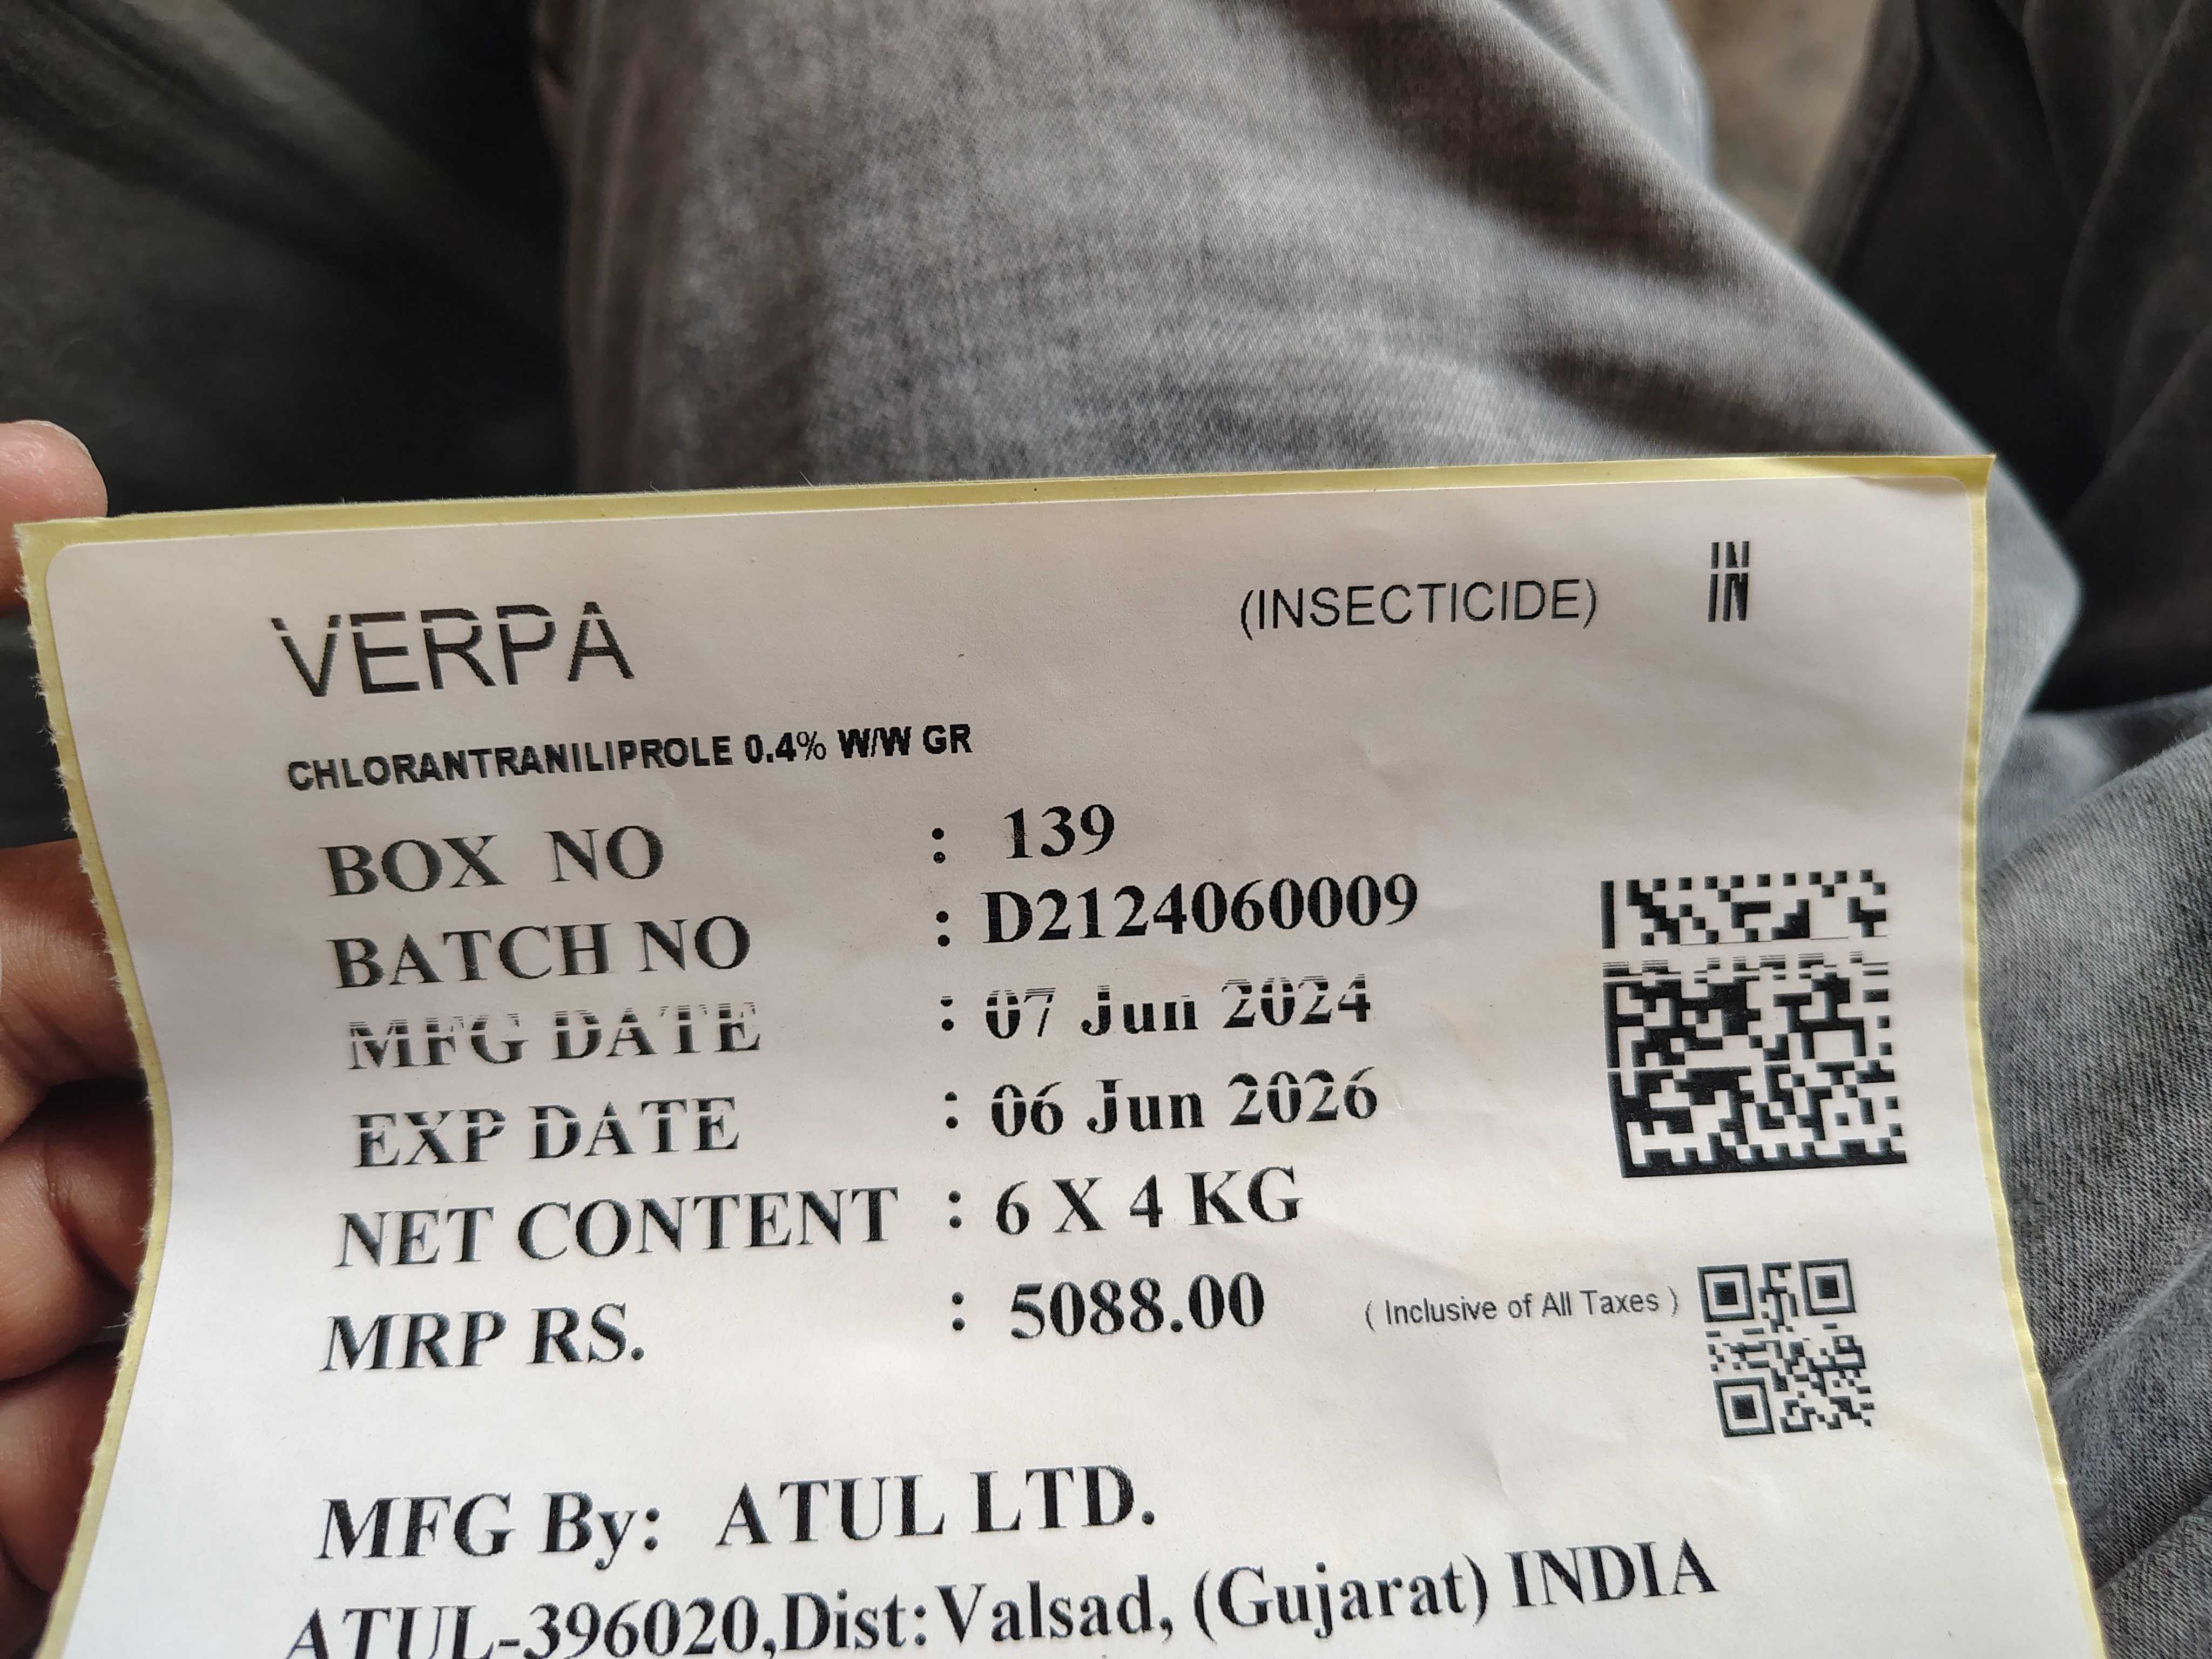 VERPA (INSECTICIDE) IN
CHLORANTRANILIPROLE 0.4% W/W GR
BOX NO : 139
BATCH NO : D2124060009
MFG DATE : 07 Jun 2024
EXP DATE : 06 Jun 2026
NET CONTENT : 6 X 4 KG
MRP RS. : 5088.00 ( Inclusive of All Taxes )
MFG By: ATUL LTD.
ATUL-396020,Dist:Valsad, (Gujarat) INDIA